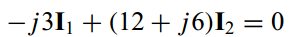 −j3I₁ + (12 + j6)I₂ = 0